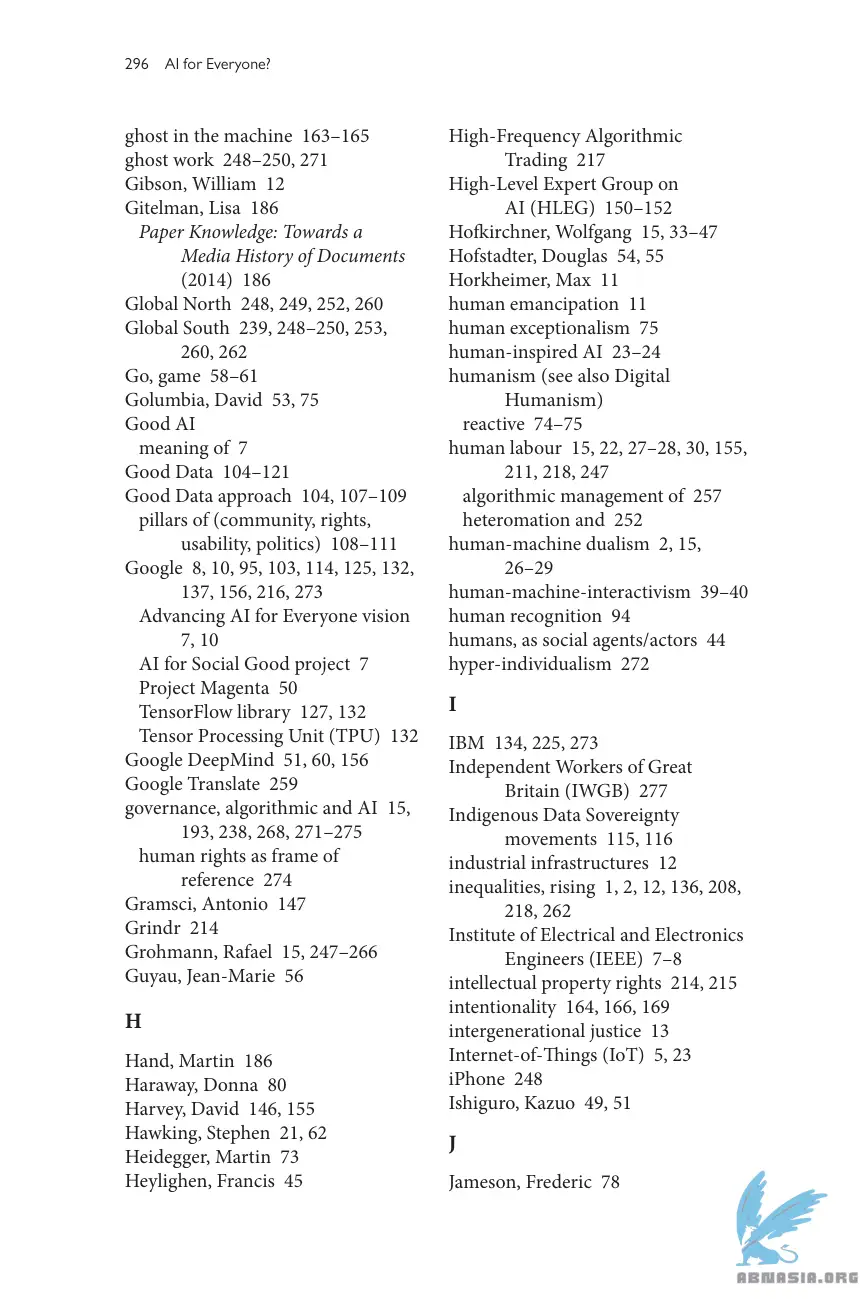 296 AI for Everyone?
ghost in the machine 163–165
ghost work 248–250, 271
Gibson, William 12
Gitelman, Lisa 186
Paper Knowledge: Towards a
Media History of Documents
(2014) 186
Global North 248, 249, 252, 260
Global South 239, 248–250, 253,
260, 262
Go, game 58–61
Golumbia, David 53, 75
Good AI
meaning of 7
Good Data 104–121
Good Data approach 104, 107–109
pillars of (community, rights,
usability, politics) 108–111
Google 8, 10, 95, 103, 114, 125, 132,
137, 156, 216, 273
Advancing AI for Everyone vision
7, 10
AI for Social Good project 7
Project Magenta 50
TensorFlow library 127, 132
Tensor Processing Unit (TPU) 132
Google DeepMind 51, 60, 156
Google Translate 259
governance, algorithmic and AI 15,
193, 238, 268, 271–275
human rights as frame of
reference 274
Gramsci, Antonio 147
Grindr 214
Grohmann, Rafael 15, 247–266
Guyau, Jean-Marie 56
H
Hand, Martin 186
Haraway, Donna 80
Harvey, David 146, 155
Hawking, Stephen 21, 62
Heidegger, Martin 73
Heylighen, Francis 45
High-Frequency Algorithmic
Trading 217
High-Level Expert Group on
AI (HLEG) 150–152
Hofkirchner, Wolfgang 15, 33–47
Hofstadter, Douglas 54, 55
Horkheimer, Max 11
human emancipation 11
human exceptionalism 75
human-inspired AI 23–24
humanism (see also Digital
Humanism)
reactive 74–75
human labour 15, 22, 27–28, 30, 155,
211, 218, 247
algorithmic management of 257
heteromation and 252
human-machine dualism 2, 15,
26–29
human-machine-interactivism 39–40
human recognition 94
humans, as social agents/actors 44
hyper-individualism 272
I
IBM 134, 225, 273
Independent Workers of Great
Britain (IWGB) 277
Indigenous Data Sovereignty
movements 115, 116
industrial infrastructures 12
inequalities, rising 1, 2, 12, 136, 208,
218, 262
Institute of Electrical and Electronics
Engineers (IEEE) 7–8
intellectual property rights 214, 215
intentionality 164, 166, 169
intergenerational justice 13
Internet-of-Things (IoT) 5, 23
iPhone 248
Ishiguro, Kazuo 49, 51
J
Jameson, Frederic 78
ABNASIA.ORG